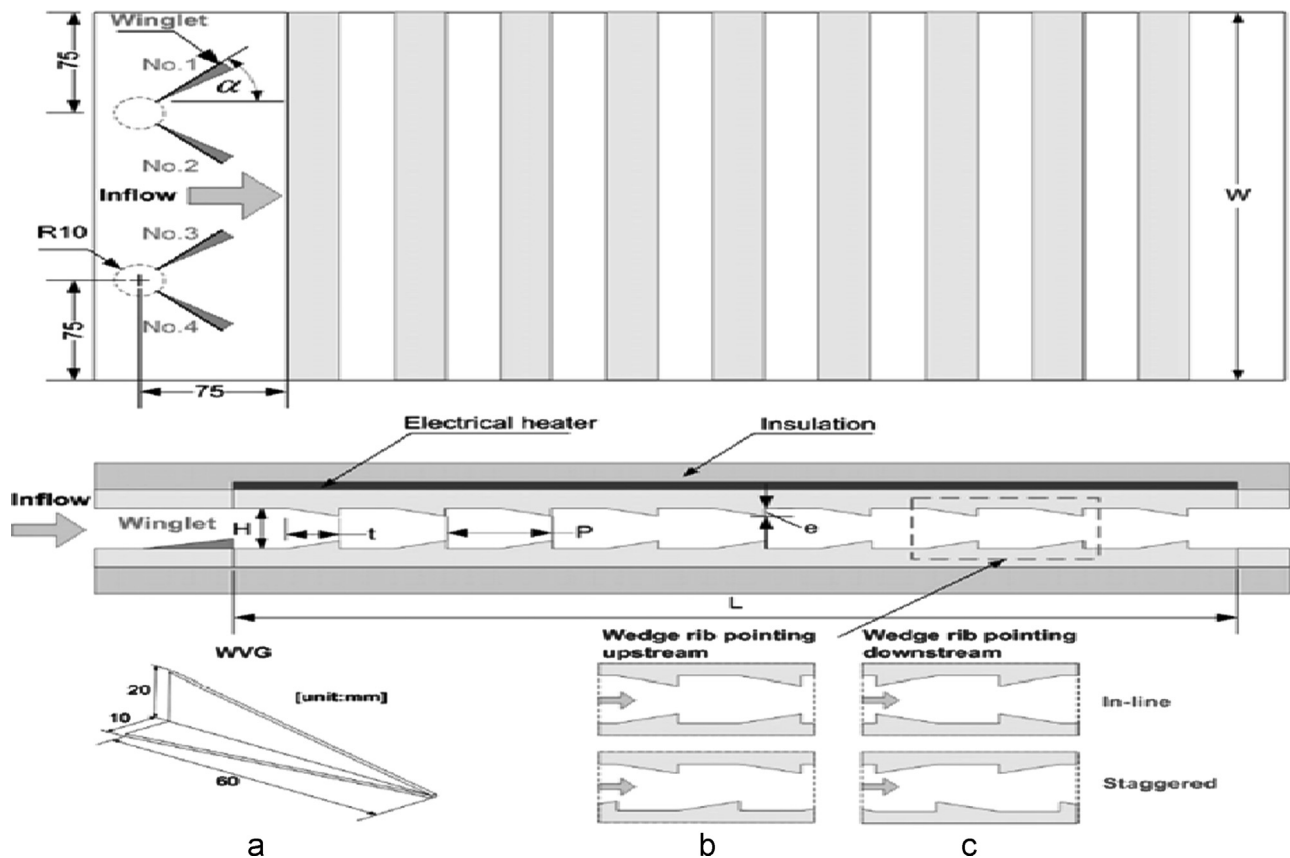 Winglet
75
No.1
α
No.2
Inflow
W
R10
No.3
75
No.4
75
Electrical heater
Insulation
Inflow
Winglet
H
t
P
e
L
WVG
Wedge rib pointing
upstream
Wedge rib pointing
downstream
20
[unit:mm]
10
In-line
60
Staggered
a
b
c